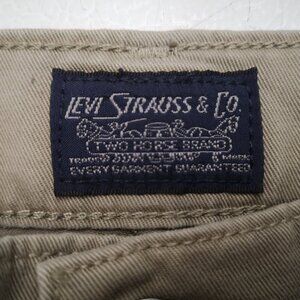 LEVI STRAUSS & CO.
TWO HORSE BRAND
TRADE MARK
EVERY GARMENT GUARANTEED